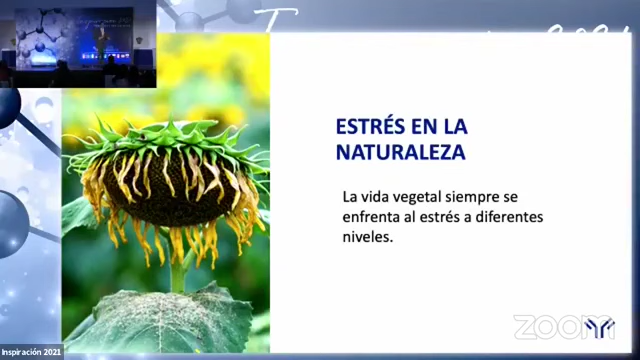 ESTRÉS EN LA
NATURALEZA
La vida vegetal siempre se
enfrenta al estrés a diferentes
niveles.
zoom
Inspiración 2021